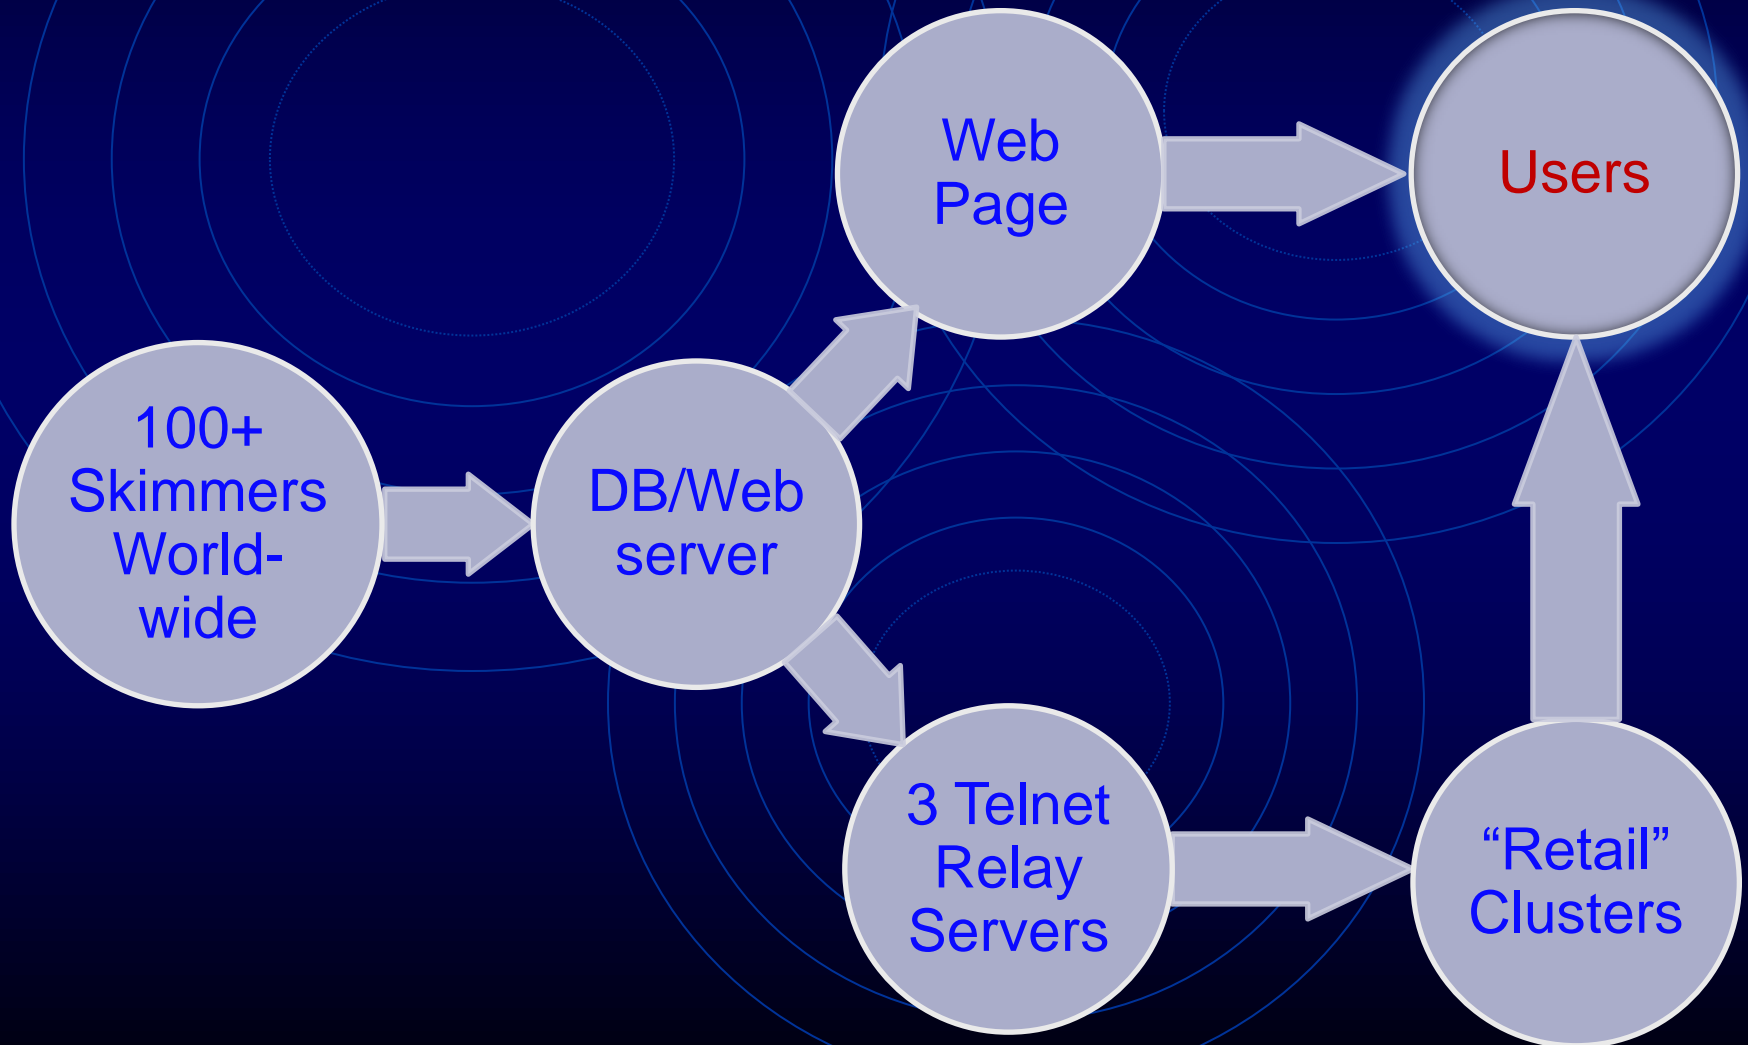 Web
Page
Users
100+
Skimmers
World-
wide
DB/Web
server
3 Telnet
Relay
Servers
“Retail”
Clusters